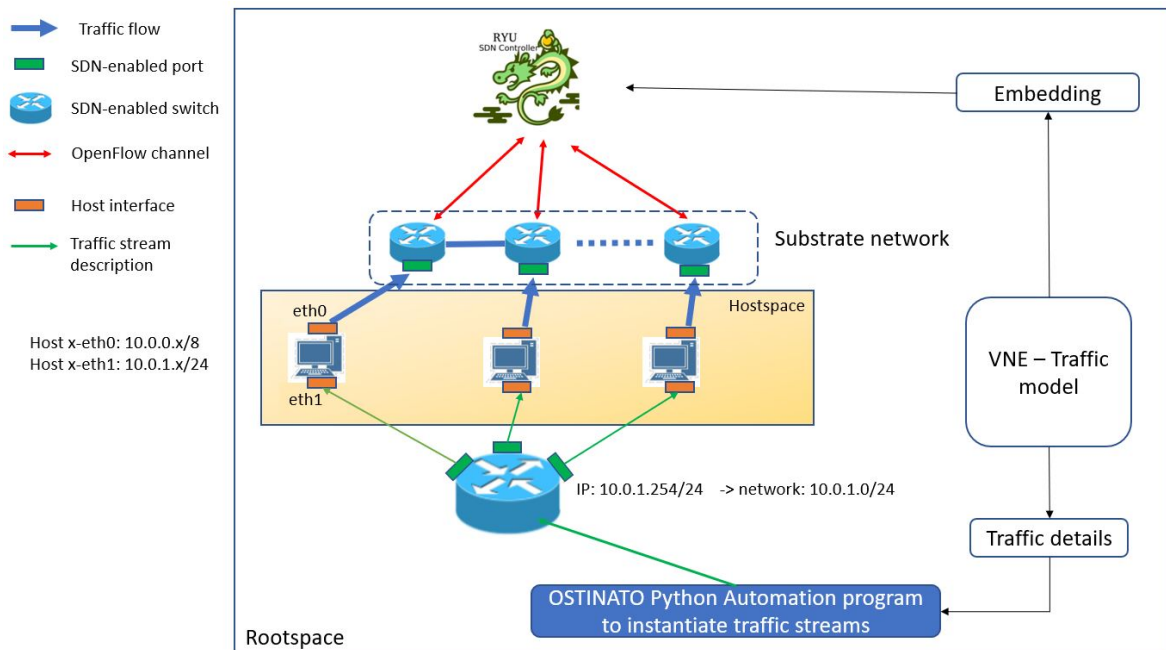 Traffic flow
SDN-enabled port
SDN-enabled switch
OpenFlow channel
Host interface
Traffic stream
description
Host x-eth0: 10.0.0.x/8
Host x-eth1: 10.0.1.x/24
RYU
SDN Controller
Embedding
Substrate network
Hostspace
eth0
eth1
VNE – Traffic
model
IP: 10.0.1.254/24 -> network: 10.0.1.0/24
Traffic details
OSTINATO Python Automation program
to instantiate traffic streams
Rootspace